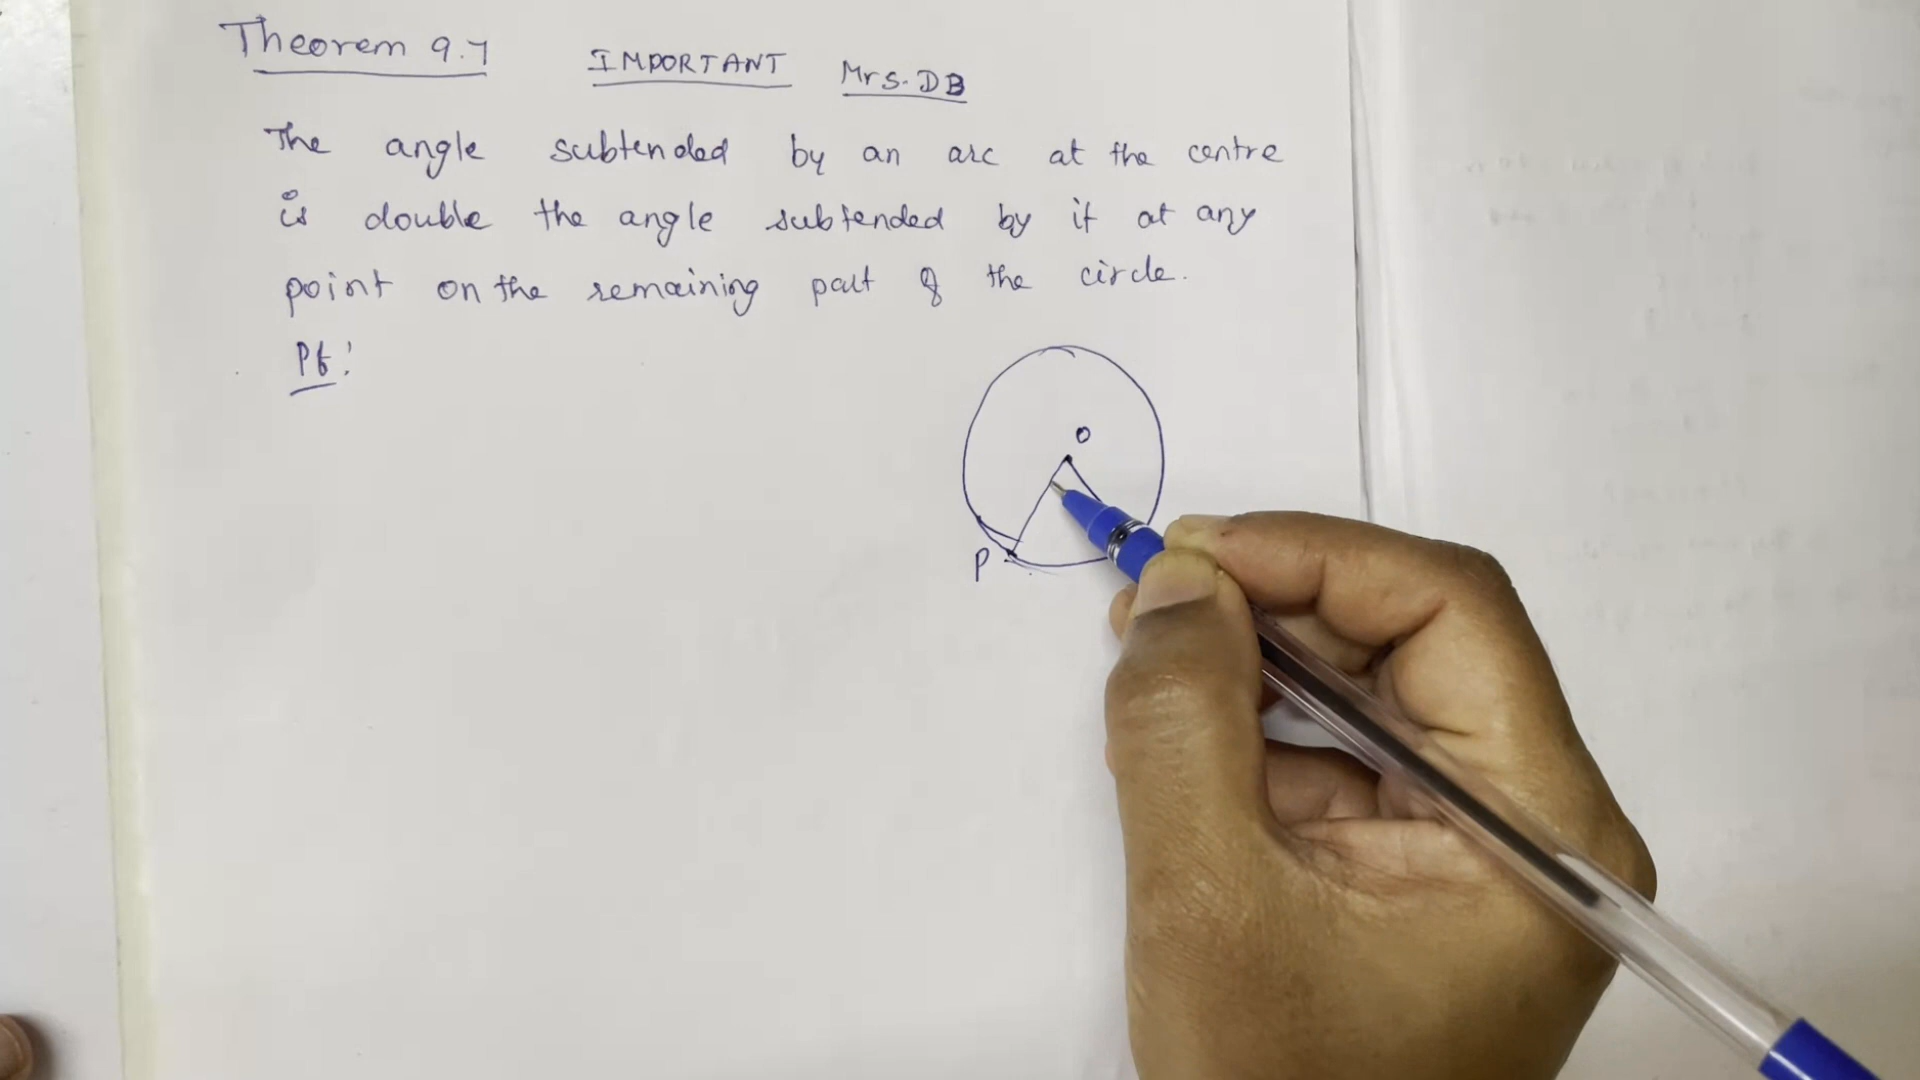 Theorem 9.7 IMPORTANT Mrs. DB
The angle subtended by an arc at the centre
is double the angle subtended by it at any
point on the remaining part of the circle.
Pf:
O
P